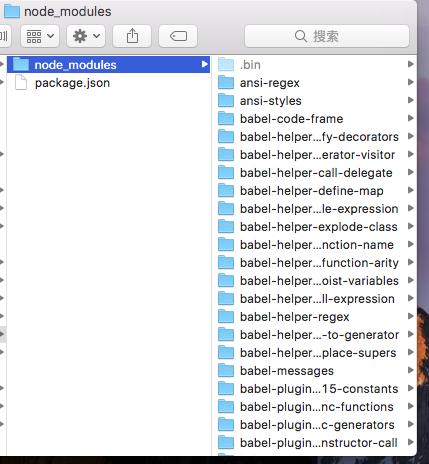 node_modules
搜索
node_modules
package.json
.bin
ansi-regex
ansi-styles
babel-code-frame
babel-helper...fy-decorators
babel-helper...erator-visitor
babel-helper-call-delegate
babel-helper-define-map
babel-helper...le-expression
babel-helper-explode-class
babel-helper...nction-name
babel-helper...function-arity
babel-helper...oist-variables
babel-helper...ll-expression
babel-helper-regex
babel-helper...-to-generator
babel-helper...place-supers
babel-messages
babel-plugin...15-constants
babel-plugin...nc-functions
babel-plugin...c-generators
babel-plugin...nstructor-call